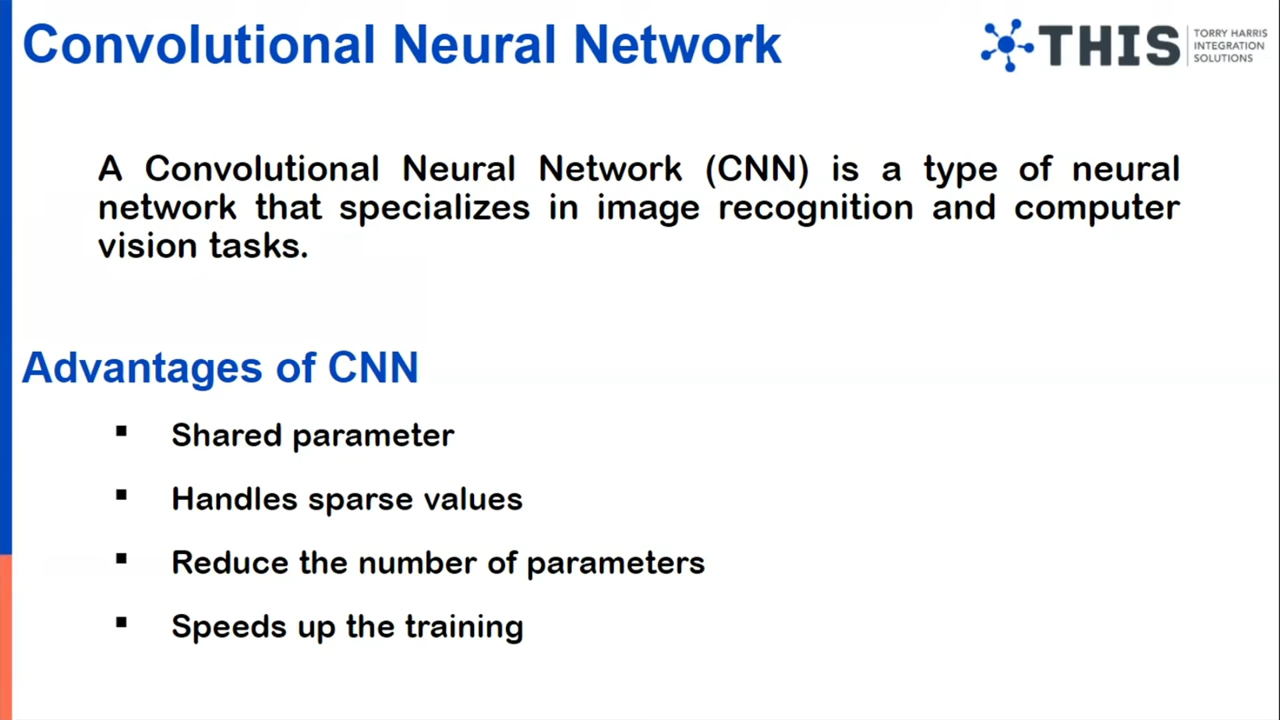 Convolutional Neural Network
THIS
TORRY HARRIS
INTEGRATION
SOLUTIONS
A Convolutional Neural Network (CNN) is a type of neural
network that specializes in image recognition and computer
vision tasks.
Advantages of CNN
▪ Shared parameter
▪ Handles sparse values
▪ Reduce the number of parameters
▪ Speeds up the training